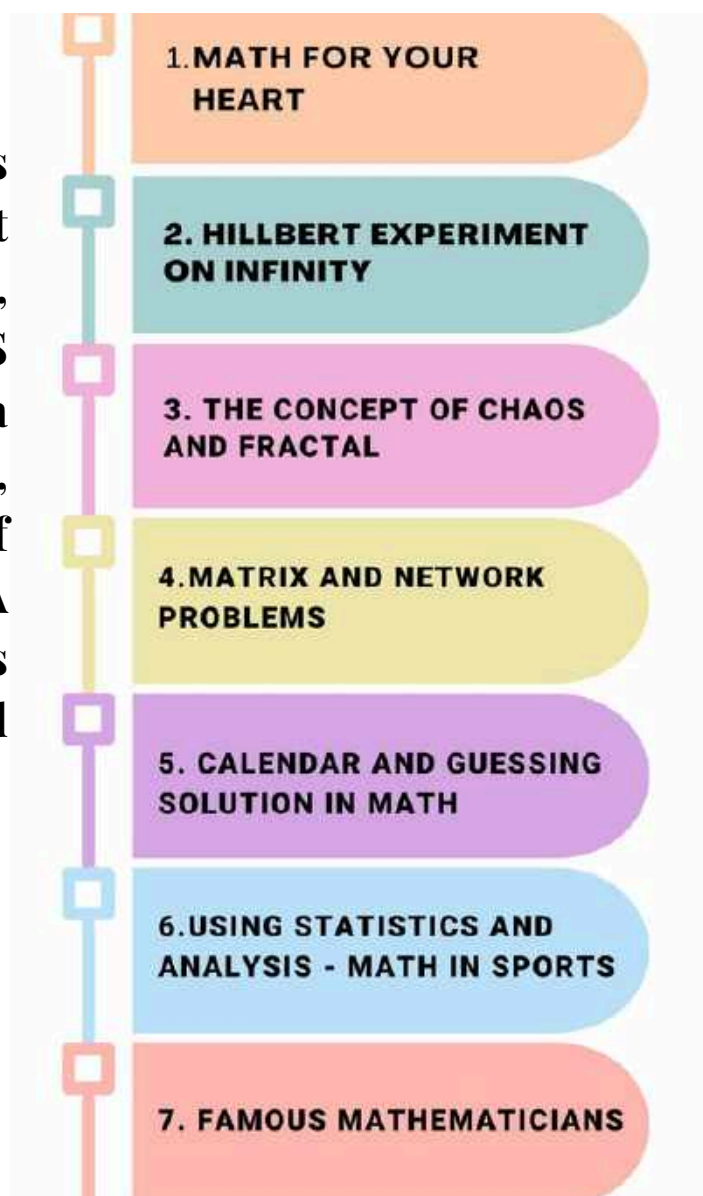 1.MATH FOR YOUR
HEART
2. HILLBERT EXPERIMENT
ON INFINITY
3. THE CONCEPT OF CHAOS
AND FRACTAL
4.MATRIX AND NETWORK
PROBLEMS
5. CALENDAR AND GUESSING
SOLUTION IN MATH
6.USING STATISTICS AND
ANALYSIS - MATH IN SPORTS
7. FAMOUS MATHEMATICIANS